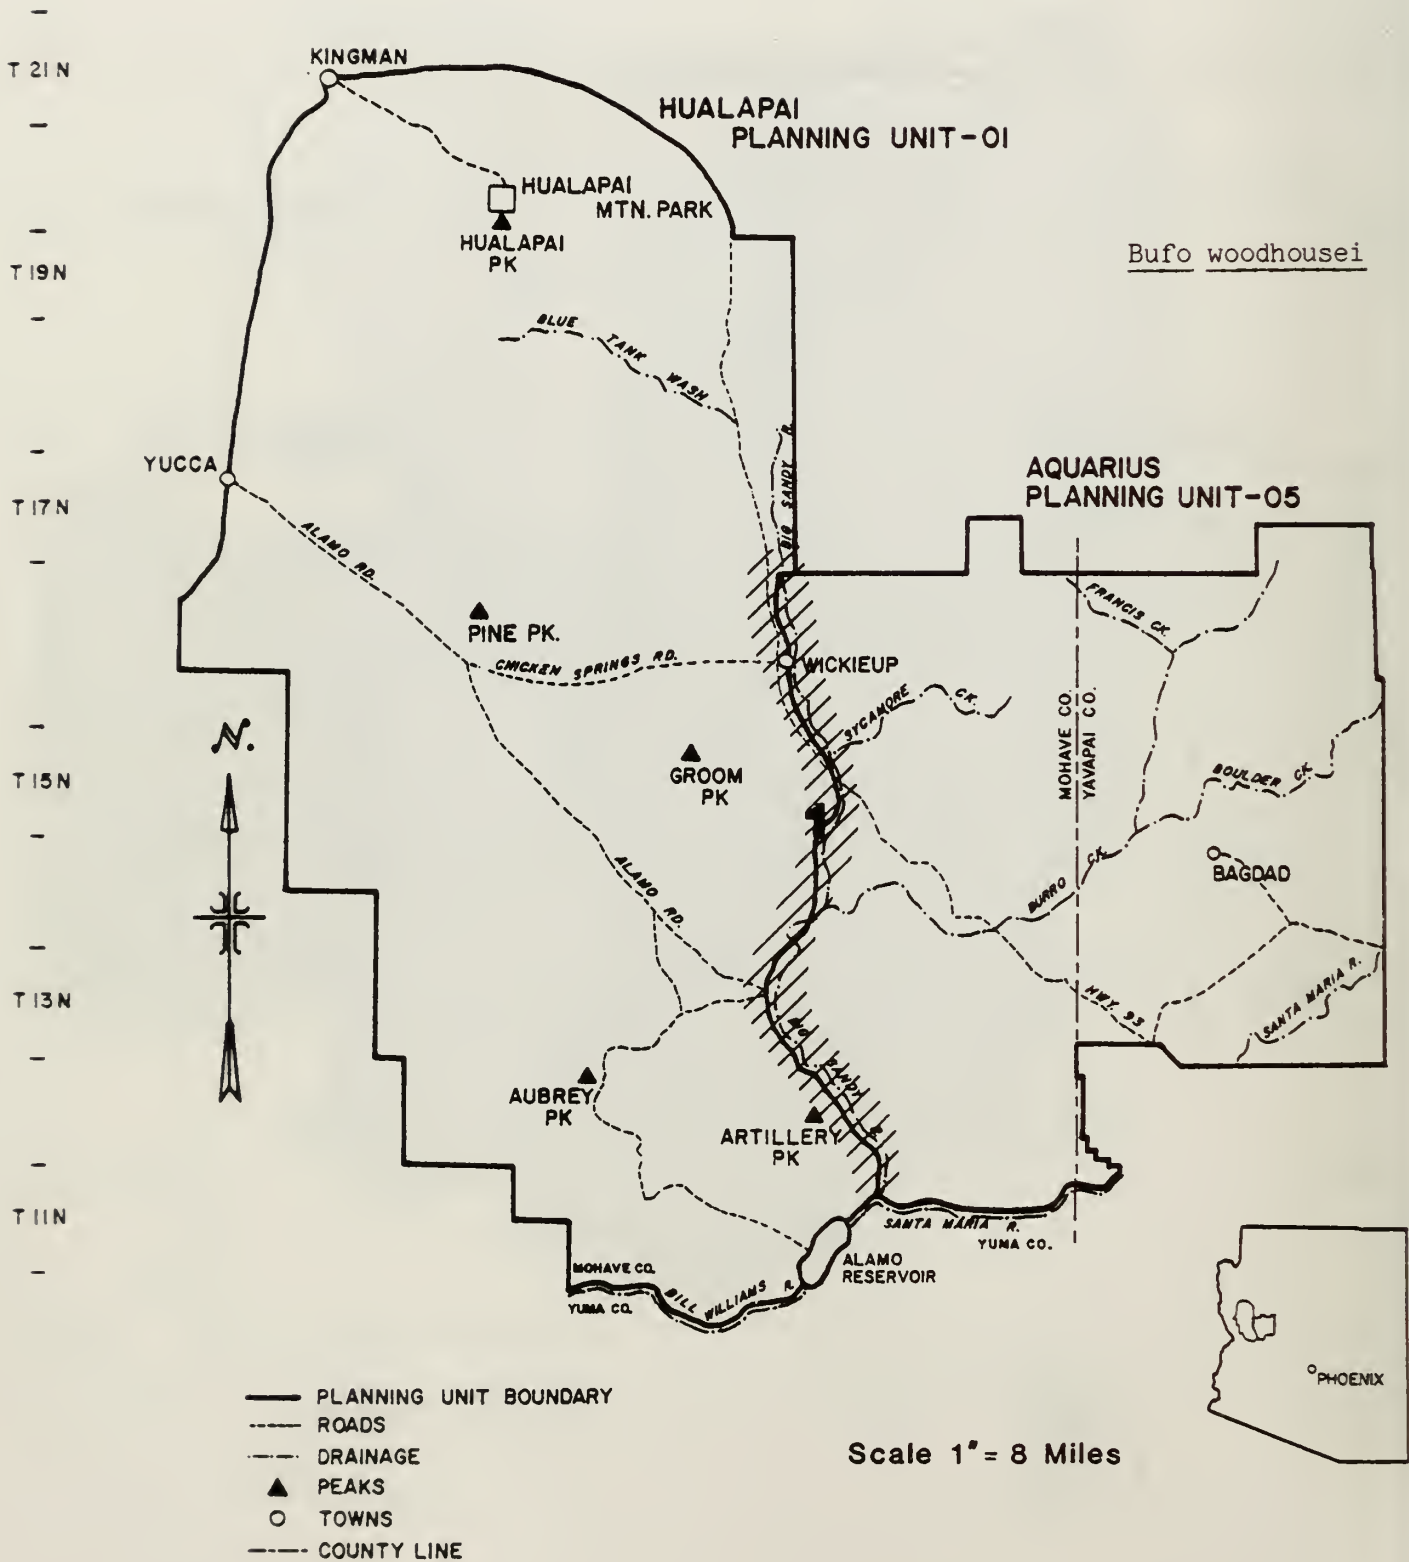 KINGMAN
T 21 N
HUALAPAI
PLANNING UNIT-01
HUALAPAI
MTN. PARK
HUALAPAI
PK
Bufo woodhousei
T 19 N
BLUE TANK WASH
BIG SANDY R.
YUCCA
AQUARIUS
PLANNING UNIT-05
T 17 N
ALAMO RD.
FRANCIS CK.
PINE PK.
CHICKEN SPRINGS RD.
WICKIEUP
SYCAMORE CK.
MOHAVE CO.
YAVAPAI CO.
N.
GROOM
PK
BOULDER CK.
T 15 N
ALAMO RD.
BURRO CK.
BAGDAD
T 13 N
HWY. 93
SANTA MARIA R.
BIG SANDY R.
AUBREY
PK
ARTILLERY
PK
T 11 N
SANTA MARIA R.
YUMA CO.
ALAMO
RESERVOIR
MOHAVE CO.
YUMA CO.
BILL WILLIAMS R.
PHOENIX
PLANNING UNIT BOUNDARY
ROADS
DRAINAGE
PEAKS
TOWNS
COUNTY LINE
Scale 1" = 8 Miles